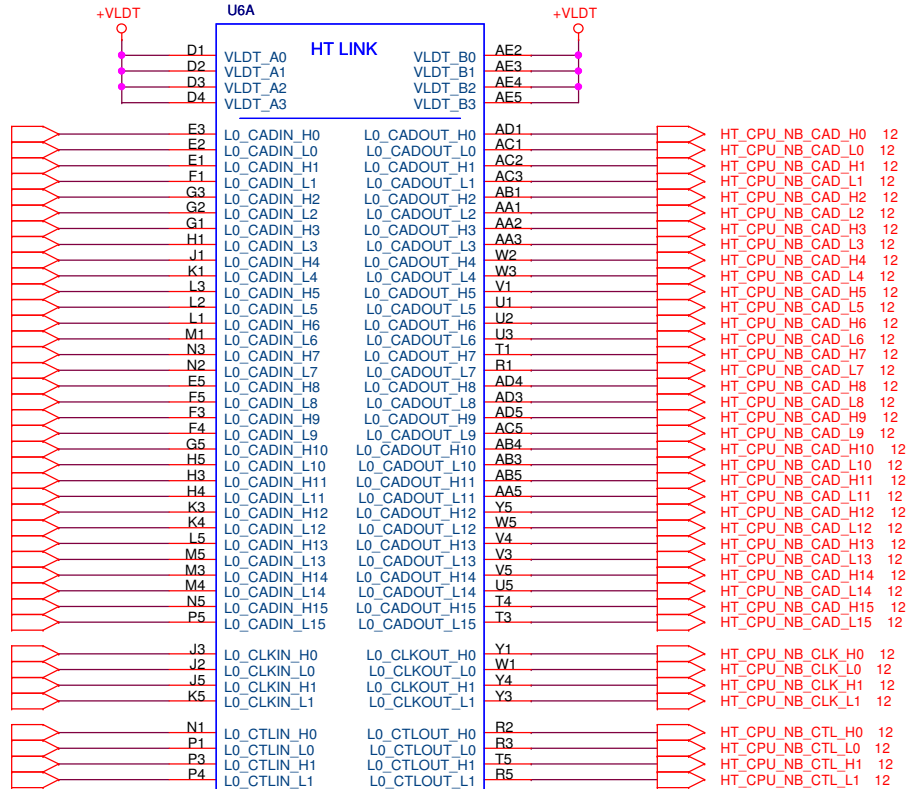 +VLDT U6A +VLDT
HT LINK
D1 VLDT_A0 VLDT_B0 AE2
D2 VLDT_A1 VLDT_B1 AE3
D3 VLDT_A2 VLDT_B2 AE4
D4 VLDT_A3 VLDT_B3 AE5
E3 L0_CADIN_H0 L0_CADOUT_H0 AD1 HT_CPU_NB_CAD_H0 12
E2 L0_CADIN_L0 L0_CADOUT_L0 AC1 HT_CPU_NB_CAD_L0 12
E1 L0_CADIN_H1 L0_CADOUT_H1 AC2 HT_CPU_NB_CAD_H1 12
F1 L0_CADIN_L1 L0_CADOUT_L1 AC3 HT_CPU_NB_CAD_L1 12
G3 L0_CADIN_H2 L0_CADOUT_H2 AB1 HT_CPU_NB_CAD_H2 12
G2 L0_CADIN_L2 L0_CADOUT_L2 AA1 HT_CPU_NB_CAD_L2 12
G1 L0_CADIN_H3 L0_CADOUT_H3 AA2 HT_CPU_NB_CAD_H3 12
H1 L0_CADIN_L3 L0_CADOUT_L3 AA3 HT_CPU_NB_CAD_L3 12
J1 L0_CADIN_H4 L0_CADOUT_H4 W2 HT_CPU_NB_CAD_H4 12
K1 L0_CADIN_L4 L0_CADOUT_L4 W3 HT_CPU_NB_CAD_L4 12
L3 L0_CADIN_H5 L0_CADOUT_H5 V1 HT_CPU_NB_CAD_H5 12
L2 L0_CADIN_L5 L0_CADOUT_L5 U1 HT_CPU_NB_CAD_L5 12
L1 L0_CADIN_H6 L0_CADOUT_H6 U2 HT_CPU_NB_CAD_H6 12
M1 L0_CADIN_L6 L0_CADOUT_L6 U3 HT_CPU_NB_CAD_L6 12
N3 L0_CADIN_H7 L0_CADOUT_H7 T1 HT_CPU_NB_CAD_H7 12
N2 L0_CADIN_L7 L0_CADOUT_L7 R1 HT_CPU_NB_CAD_L7 12
E5 L0_CADIN_H8 L0_CADOUT_H8 AD4 HT_CPU_NB_CAD_H8 12
F5 L0_CADIN_L8 L0_CADOUT_L8 AD3 HT_CPU_NB_CAD_L8 12
F3 L0_CADIN_H9 L0_CADOUT_H9 AD5 HT_CPU_NB_CAD_H9 12
F4 L0_CADIN_L9 L0_CADOUT_L9 AC5 HT_CPU_NB_CAD_L9 12
G5 L0_CADIN_H10 L0_CADOUT_H10 AB4 HT_CPU_NB_CAD_H10 12
H5 L0_CADIN_L10 L0_CADOUT_L10 AB3 HT_CPU_NB_CAD_L10 12
H3 L0_CADIN_H11 L0_CADOUT_H11 AB5 HT_CPU_NB_CAD_H11 12
H4 L0_CADIN_L11 L0_CADOUT_L11 AA5 HT_CPU_NB_CAD_L11 12
K3 L0_CADIN_H12 L0_CADOUT_H12 Y5 HT_CPU_NB_CAD_H12 12
K4 L0_CADIN_L12 L0_CADOUT_L12 W5 HT_CPU_NB_CAD_L12 12
L5 L0_CADIN_H13 L0_CADOUT_H13 V4 HT_CPU_NB_CAD_H13 12
M5 L0_CADIN_L13 L0_CADOUT_L13 V3 HT_CPU_NB_CAD_L13 12
M3 L0_CADIN_H14 L0_CADOUT_H14 V5 HT_CPU_NB_CAD_H14 12
M4 L0_CADIN_L14 L0_CADOUT_L14 U5 HT_CPU_NB_CAD_L14 12
N5 L0_CADIN_H15 L0_CADOUT_H15 T4 HT_CPU_NB_CAD_H15 12
P5 L0_CADIN_L15 L0_CADOUT_L15 T3 HT_CPU_NB_CAD_L15 12
J3 L0_CLKIN_H0 L0_CLKOUT_H0 Y1 HT_CPU_NB_CLK_H0 12
J2 L0_CLKIN_L0 L0_CLKOUT_L0 W1 HT_CPU_NB_CLK_L0 12
J5 L0_CLKIN_H1 L0_CLKOUT_H1 Y4 HT_CPU_NB_CLK_H1 12
K5 L0_CLKIN_L1 L0_CLKOUT_L1 Y3 HT_CPU_NB_CLK_L1 12
N1 L0_CTLIN_H0 L0_CTLOUT_H0 R2 HT_CPU_NB_CTL_H0 12
P1 L0_CTLIN_L0 L0_CTLOUT_L0 R3 HT_CPU_NB_CTL_L0 12
P3 L0_CTLIN_H1 L0_CTLOUT_H1 T5 HT_CPU_NB_CTL_H1 12
P4 L0_CTLIN_L1 L0_CTLOUT_L1 R5 HT_CPU_NB_CTL_L1 12